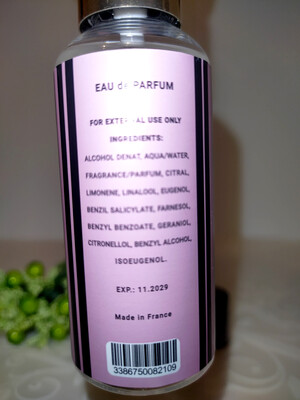 EAU de PARFUM
FOR EXTERNAL USE ONLY
INGREDIENTS:
ALCOHOL DENAT, AQUA/WATER,
FRAGRANCE/PARFUM, CITRAL,
LIMONENE, LINALOOL, EUGENOL,
BENZIL SALICYLATE, FARNESOL,
BENZYL BENZOATE, GERANIOL,
CITRONELLOL, BENZYL ALCOHOL,
ISOEUGENOL.
EXP.: 11.2029
Made in France
3386750082109